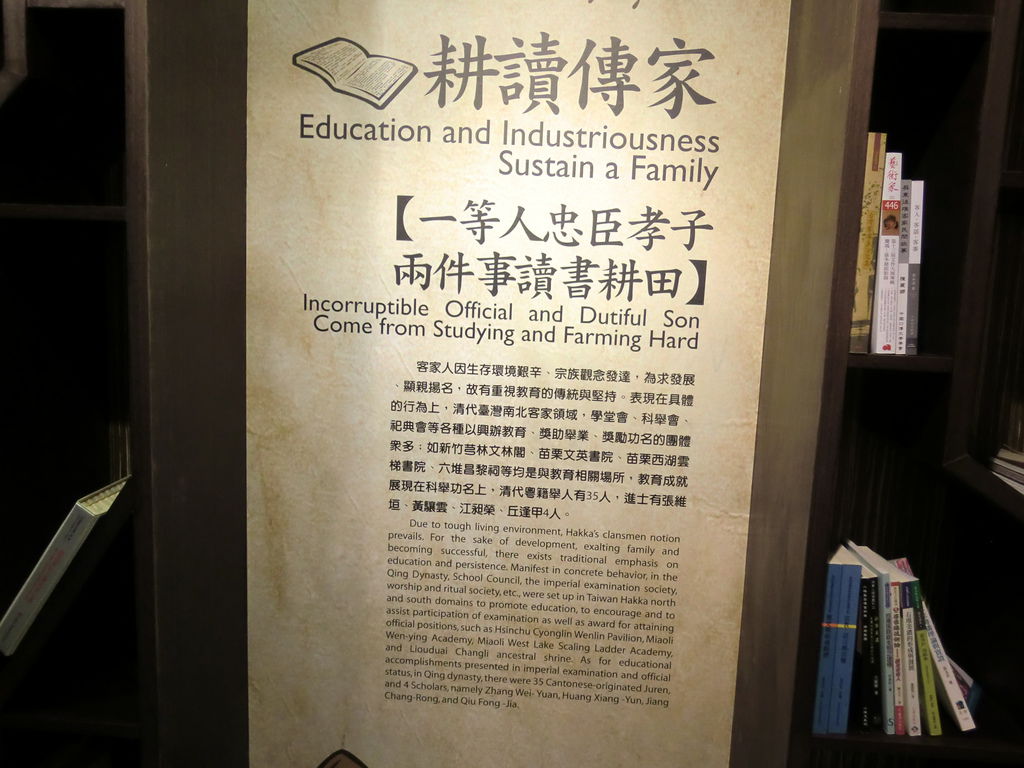 耕讀傳家
Education and Industriousness
Sustain a Family
【一等人忠臣孝子
兩件事讀書耕田】
Incorruptible Official and Dutiful Son
Come from Studying and Farming Hard
客家人因生存環境艱辛、宗族觀念發達，為求發展
、顯親揚名，故有重視教育的傳統與堅持。表現在具體
的行為上，清代臺灣南北客家領域，學堂會、科舉會、
祀典會等各種以興辦教育、獎助舉業、獎勵功名的團體
眾多；如新竹芎林文林閣、苗栗文英書院、苗栗西湖雲
梯書院、六堆昌黎祠等均是與教育相關場所，教育成就
展現在科舉功名上，清代粵籍舉人有35人，進士有張維
垣、黃驤雲、江昶榮、丘逢甲4人。
Due to tough living environment, Hakka's clansmen notion
prevails. For the sake of development, exalting family and
becoming successful, there exists traditional emphasis on
education and persistence. Manifest in concrete behavior, in the
Qing Dynasty, School Council, the imperial examination society,
worship and ritual society, etc., were set up in Taiwan Hakka north
and south domains to promote education, to encourage and to
assist participation of examination as well as award for attaining
official positions, such as Hsinchu Cyonglin Wenlin Pavilion, Miaoli
Wen-ying Academy, Miaoli West Lake Scaling Ladder Academy,
and Liouduai Changli ancestral shrine. As for educational
accomplishments presented in imperial examination and official
status, in Qing dynasty, there were 35 Cantonese-originated Juren,
and 4 Scholars, namely Zhang Wei- Yuan, Huang Xiang -Yun, Jiang
Chang-Rong, and Qiu Fong -Jia.
藝術家
446